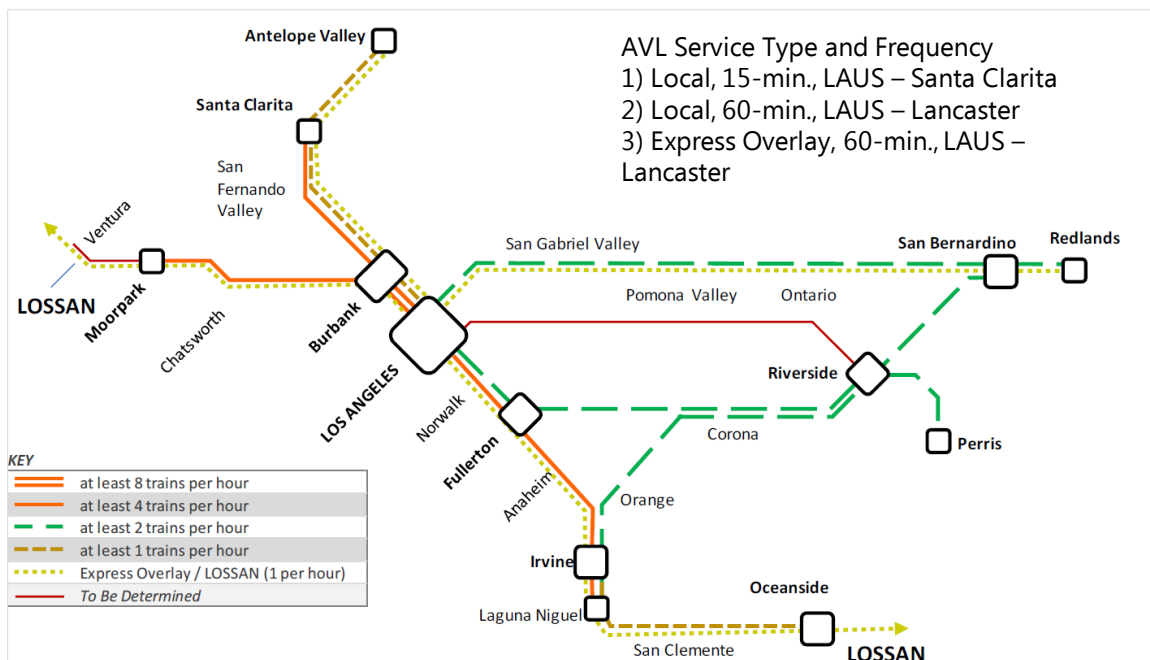 Antelope Valley
AVL Service Type and Frequency
1) Local, 15-min., LAUS – Santa Clarita
2) Local, 60-min., LAUS – Lancaster
3) Express Overlay, 60-min., LAUS –
Lancaster
Santa Clarita
San
Fernando
Valley
Ventura
LOSSAN
Moorpark
Chatsworth
Burbank
LOS ANGELES
San Gabriel Valley
San Bernardino
Redlands
Pomona Valley
Ontario
Riverside
Norwalk
Fullerton
Corona
Perris
Anaheim
Orange
Irvine
Laguna Niguel
Oceanside
San Clemente
LOSSAN
KEY
at least 8 trains per hour
at least 4 trains per hour
at least 2 trains per hour
at least 1 trains per hour
Express Overlay / LOSSAN (1 per hour)
To Be Determined